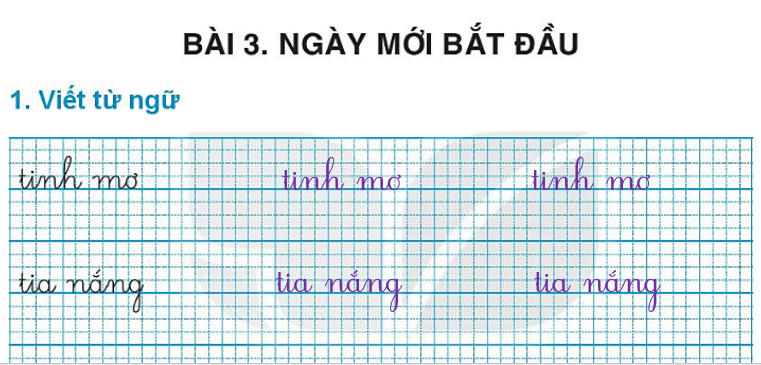 BÀI 3. NGÀY MỚI BẮT ĐẦU
1. Viết từ ngữ
tinh mơ tinh mơ tinh mơ
tia nắng tia nắng tia nắng